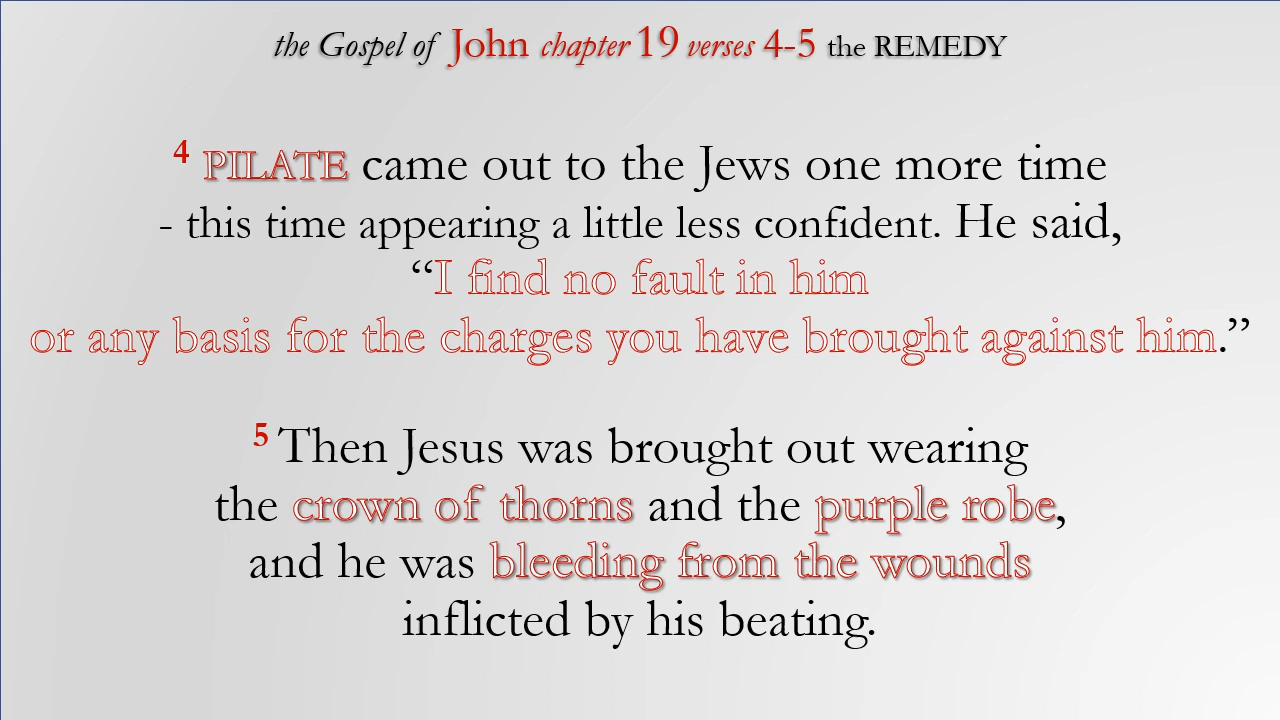 the Gospel of John chapter 19 verses 4-5 the REMEDY
4 PILATE came out to the Jews one more time
- this time appearing a little less confident. He said,
“I find no fault in him
or any basis for the charges you have brought against him.”
5 Then Jesus was brought out wearing
the crown of thorns and the purple robe,
and he was bleeding from the wounds
inflicted by his beating.